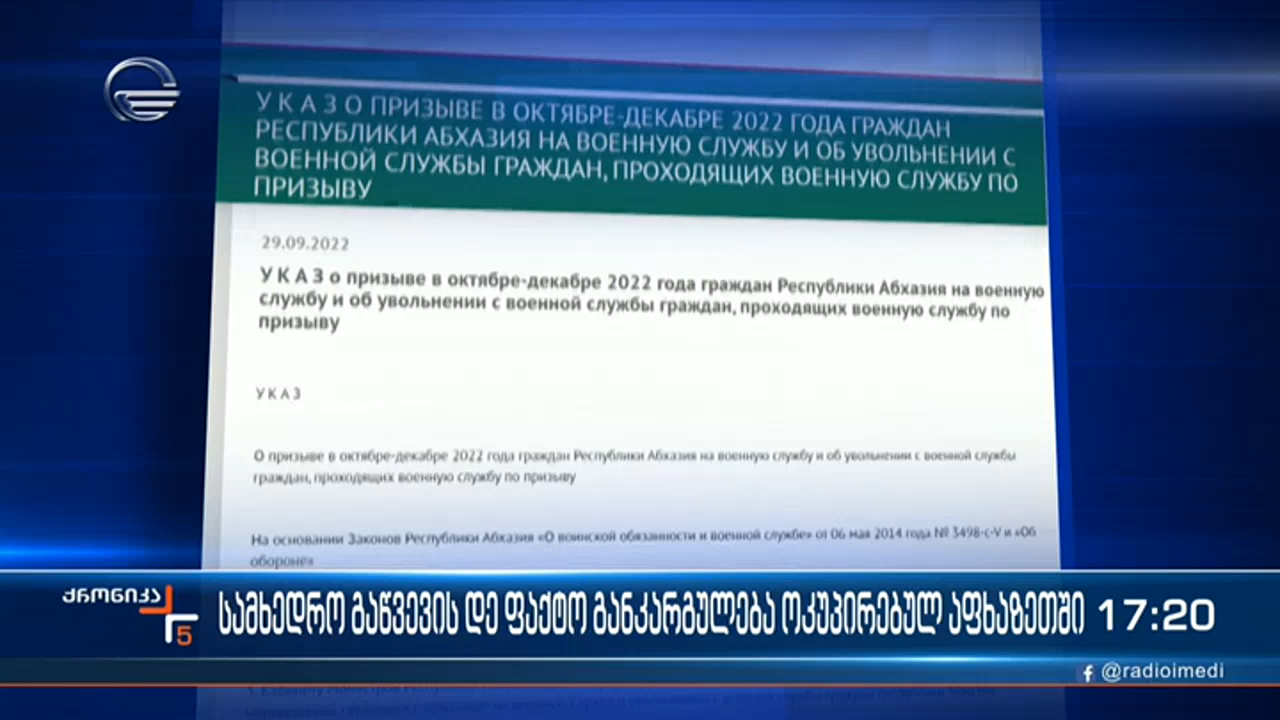 У К А З О ПРИЗЫВЕ В ОКТЯБРЕ-ДЕКАБРЕ 2022 ГОДА ГРАЖДАН
РЕСПУБЛИКИ АБХАЗИЯ НА ВОЕННУЮ СЛУЖБУ И ОБ УВОЛЬНЕНИИ С
ВОЕННОЙ СЛУЖБЫ ГРАЖДАН, ПРОХОДЯЩИХ ВОЕННУЮ СЛУЖБУ ПО
ПРИЗЫВУ
29.09.2022
У К А З о призыве в октябре-декабре 2022 года граждан Республики Абхазия на военную
службу и об увольнении с военной службы граждан, проходящих военную службу по
призыву
У К А З
О призыве в октябре-декабре 2022 года граждан Республики Абхазия на военную службу и об увольнении с военной службы
граждан, проходящих военную службу по призыву
На основании Законов Республики Абхазия «О воинской обязанности и военной службе» от 06 мая 2014 года № 3498-с-V и «Об
обороне»
ქრონიკა
5
სამხედრო გაწვევის დე ფაქტო განკარგულება ოკუპირებულ აფხაზეთში 17:20
@radioimedi